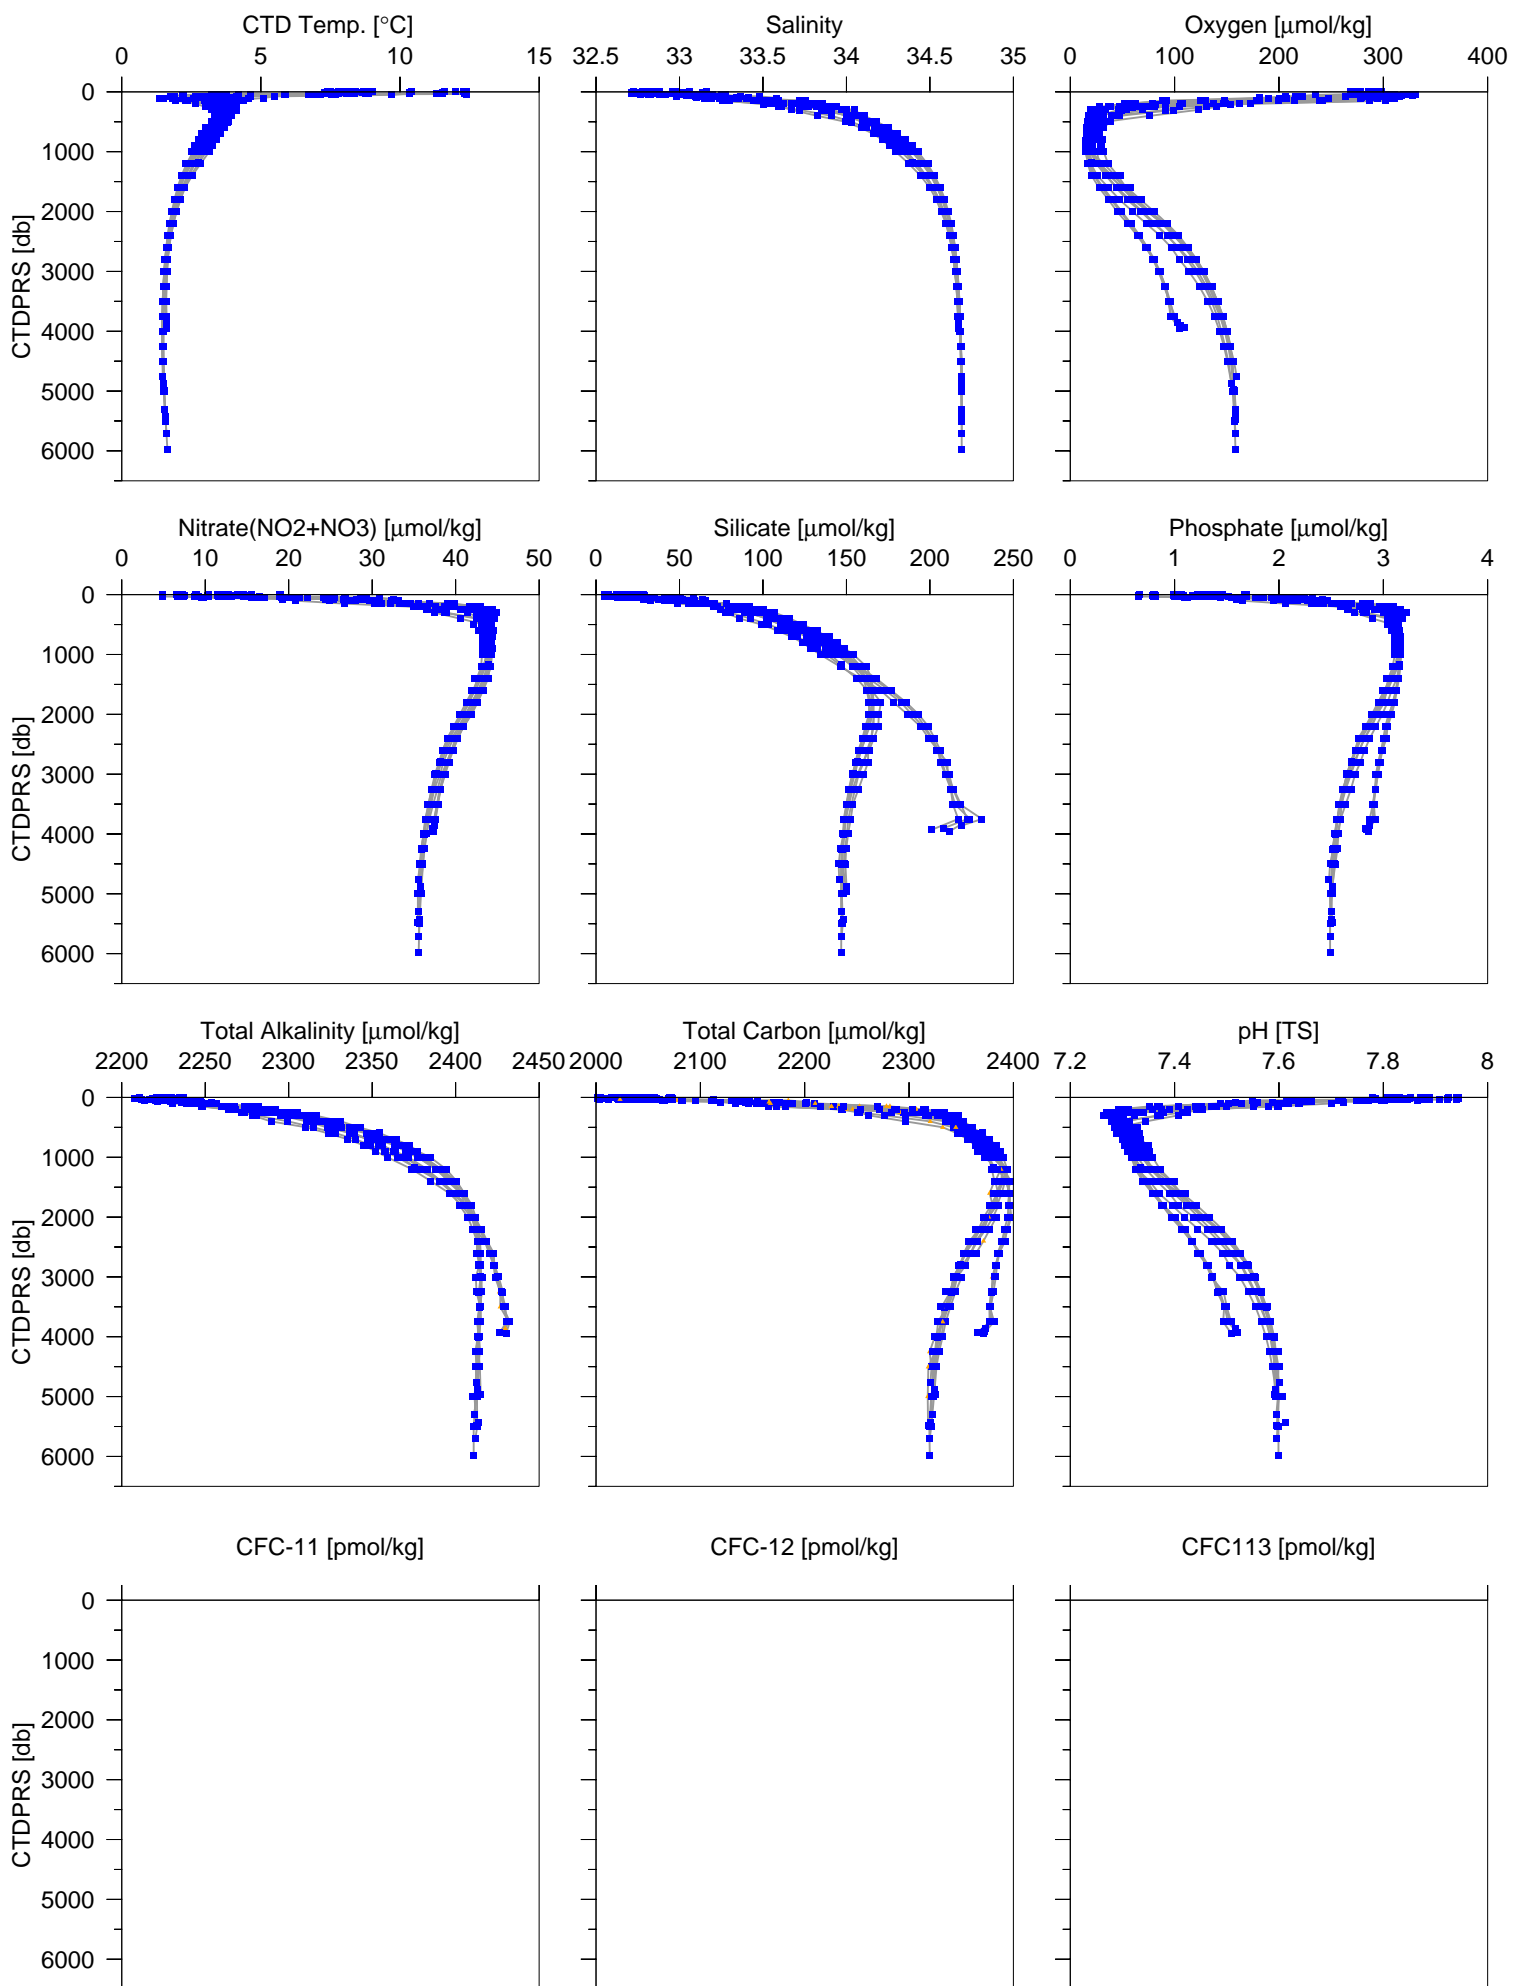 CTD Temp. [°C] Salinity Oxygen [μmol/kg]
0 5 10 15 32.5 33 33.5 34 34.5 35 0 100 200 300 400
0
1000
2000
3000
4000
5000
6000
CTDPRS [db]
Nitrate(NO2+NO3) [μmol/kg] Silicate [μmol/kg] Phosphate [μmol/kg]
0 10 20 30 40 50 0 50 100 150 200 250 0 1 2 3 4
0
1000
2000
3000
4000
5000
6000
CTDPRS [db]
Total Alkalinity [μmol/kg] Total Carbon [μmol/kg] pH [TS]
2200 2250 2300 2350 2400 2450 2000 2100 2200 2300 2400 7.2 7.4 7.6 7.8 8
0
1000
2000
3000
4000
5000
6000
CTDPRS [db]
CFC-11 [pmol/kg] CFC-12 [pmol/kg] CFC113 [pmol/kg]
0
1000
2000
3000
4000
5000
6000
CTDPRS [db]